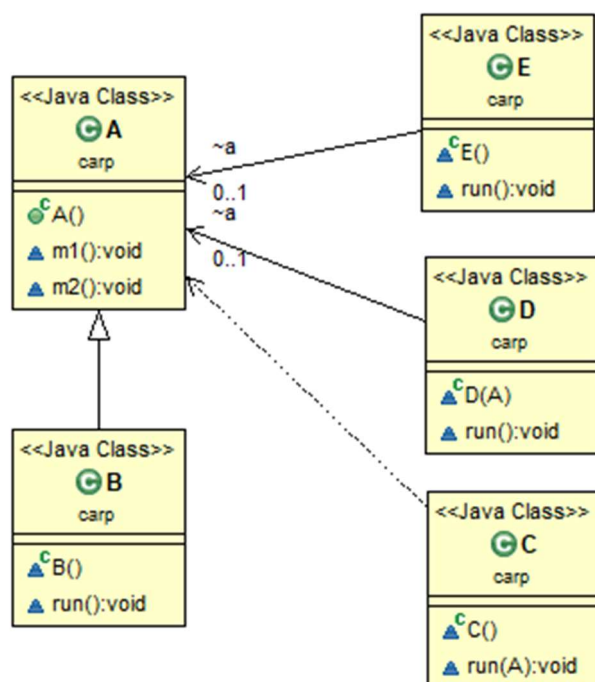 <<Java Class>>
A
carp
A()
m1():void
m2():void
<<Java Class>>
E
carp
E()
run():void
~a
0..1
~a
0..1
<<Java Class>>
D
carp
D(A)
run():void
<<Java Class>>
B
carp
B()
run():void
<<Java Class>>
C
carp
C()
run(A):void